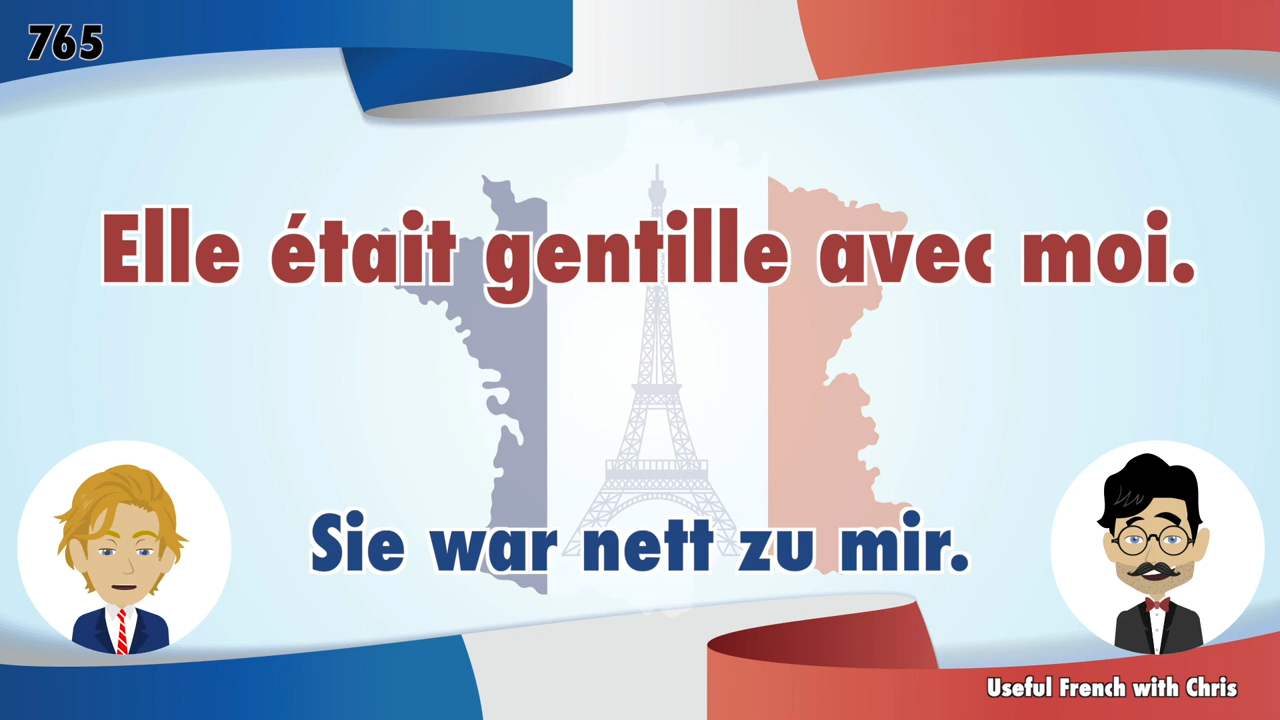 765
Elle était gentille avec moi.
Sie war nett zu mir.
Useful French with Chris